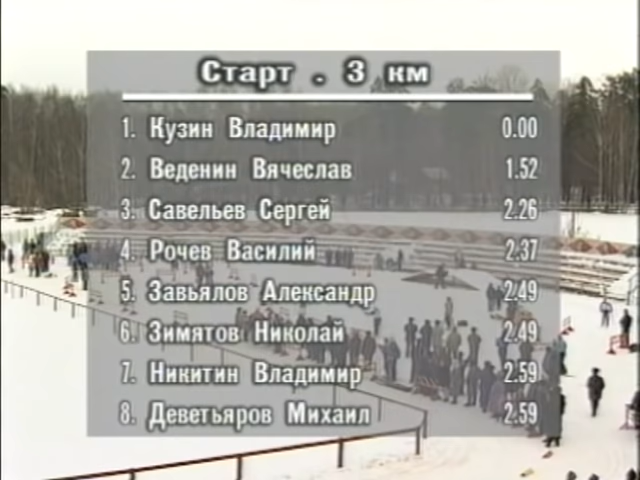 Старт . 3 км
1. Кузин Владимир 0.00
2. Веденин Вячеслав 1.52
3. Савельев Сергей 2.26
4. Рочев Василий 2.37
5. Завьялов Александр 2.49
6. Зимятов Николай 2.49
7. Никитин Владимир 2.59
8. Деветьяров Михаил 2.59